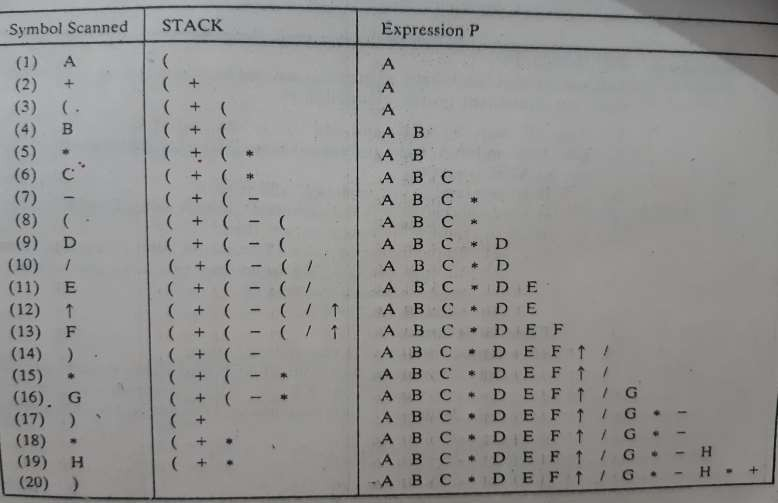 Symbol Scanned STACK Expression P
(1) A ( A
(2) + ( + A
(3) ( ( + ( A
(4) B ( + ( A B
(5) * ( + ( * A B
(6) C ( + ( * A B C
(7) − ( + ( − A B C *
(8) ( ( + ( − ( A B C *
(9) D ( + ( − ( A B C * D
(10) / ( + ( − ( / A B C * D
(11) E ( + ( − ( / A B C * D E
(12) ↑ ( + ( − ( / ↑ A B C * D E
(13) F ( + ( − ( / ↑ A B C * D E F
(14) ) ( + ( − A B C * D E F ↑ /
(15) * ( + ( − * A B C * D E F ↑ /
(16) G ( + ( − * A B C * D E F ↑ / G
(17) ) ( + A B C * D E F ↑ / G * −
(18) * ( + * A B C * D E F ↑ / G * −
(19) H ( + * A B C * D E F ↑ / G * − H
(20) ) A B C * D E F ↑ / G * − H * +